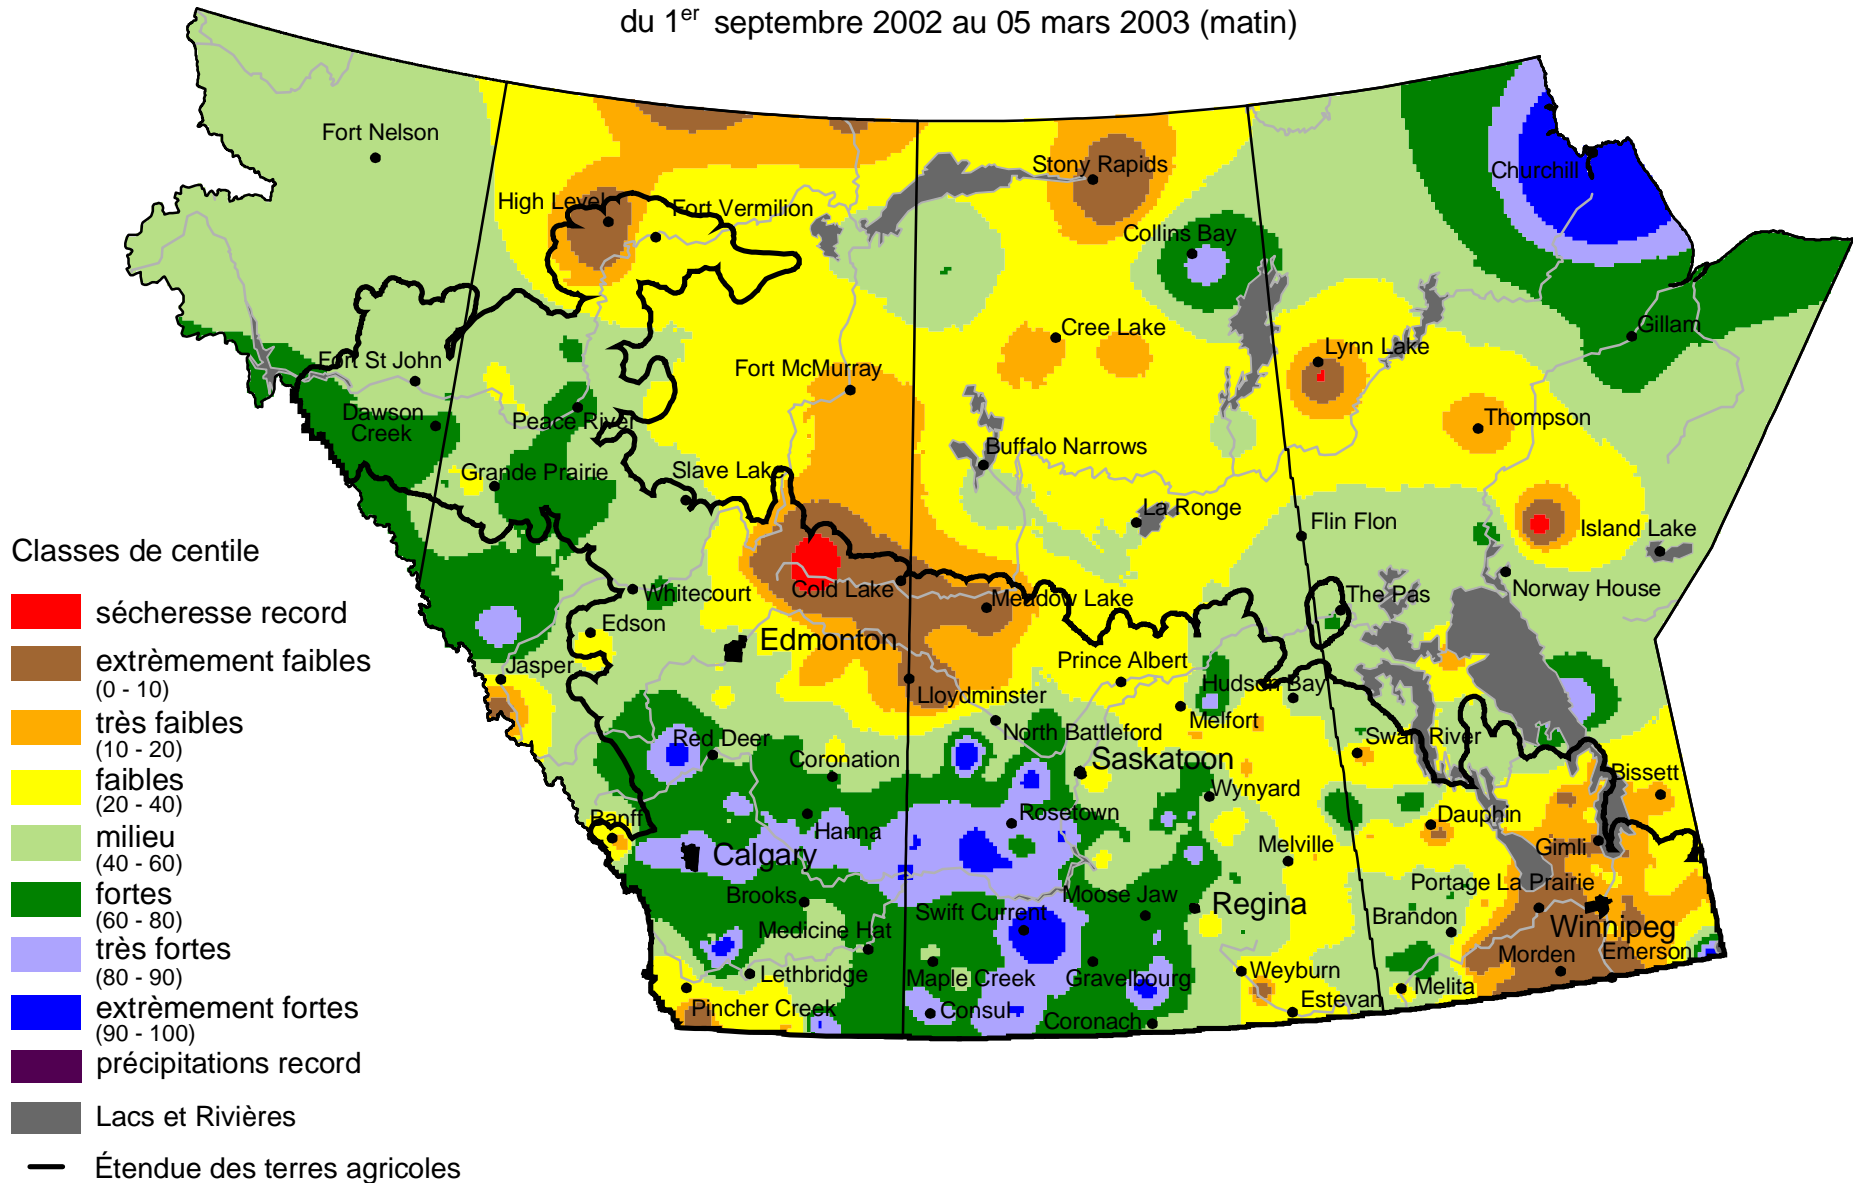 du 1er septembre 2002 au 05 mars 2003 (matin)
Fort Nelson
High Level
Fort Vermilion
Stony Rapids
Churchill
Collins Bay
Cree Lake
Gillam
Fort St John
Fort McMurray
Lynn Lake
Dawson
Creek
Peace River
Thompson
Buffalo Narrows
Grande Prairie
Slave Lake
La Ronge
Flin Flon
Island Lake
Whitecourt
Cold Lake
Meadow Lake
The Pas
Norway House
Edson
Edmonton
Jasper
Prince Albert
Lloydminster
Hudson Bay
North Battleford
Melfort
Red Deer
Coronation
Saskatoon
Swan River
Bissett
Wynyard
Banff
Hanna
Rosetown
Dauphin
Calgary
Melville
Gimli
Brooks
Moose Jaw
Regina
Portage La Prairie
Swift Current
Brandon
Winnipeg
Medicine Hat
Morden
Emerson
Lethbridge
Maple Creek
Gravelbourg
Weyburn
Melita
Pincher Creek
Consul
Coronach
Estevan
Classes de centile
sécheresse record
extrèmement faibles
(0 - 10)
très faibles
(10 - 20)
faibles
(20 - 40)
milieu
(40 - 60)
fortes
(60 - 80)
très fortes
(80 - 90)
extrèmement fortes
(90 - 100)
précipitations record
Lacs et Rivières
Étendue des terres agricoles